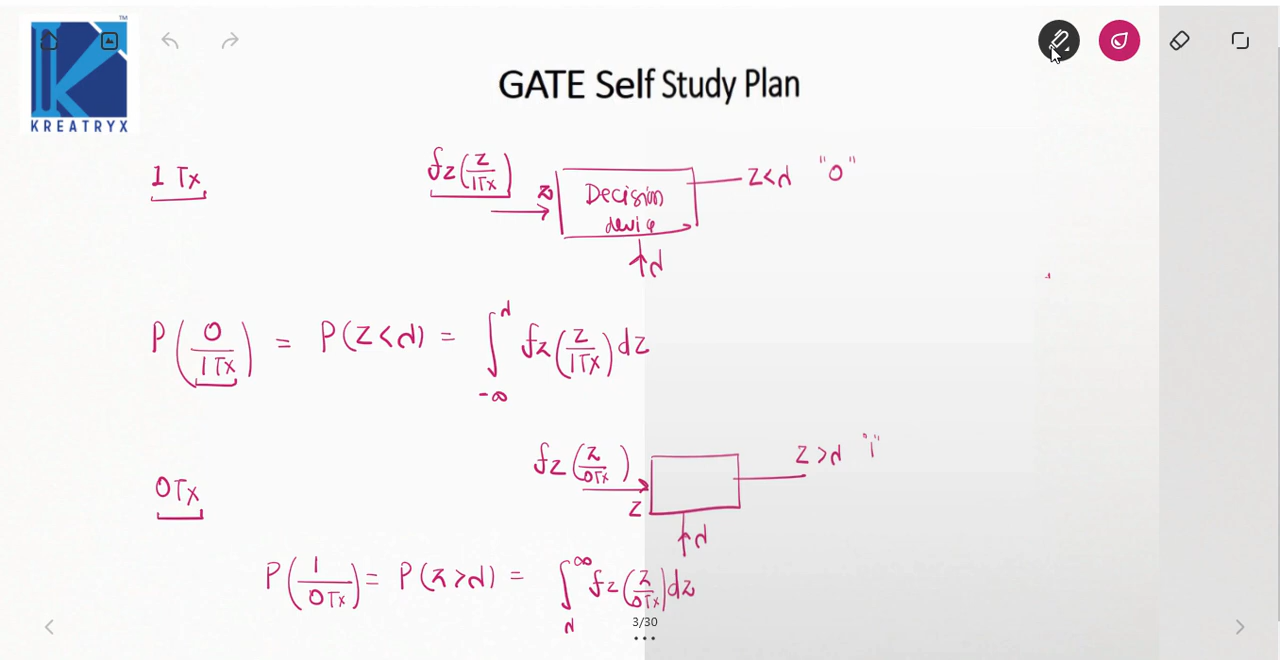 TM
KREATRYX
GATE Self Study Plan
1 Tx
fz(z/1Tx)
z
Decision
device
z<d "0"
d
P(0/1Tx) = P(z<d) = ∫_{-∞}^{d} fz(z/1Tx) dz
0Tx
fz(z/0Tx)
z
z>d "1"
d
P(1/0Tx) = P(z>d) = ∫_{d}^{∞} fz(z/0Tx) dz
3/30